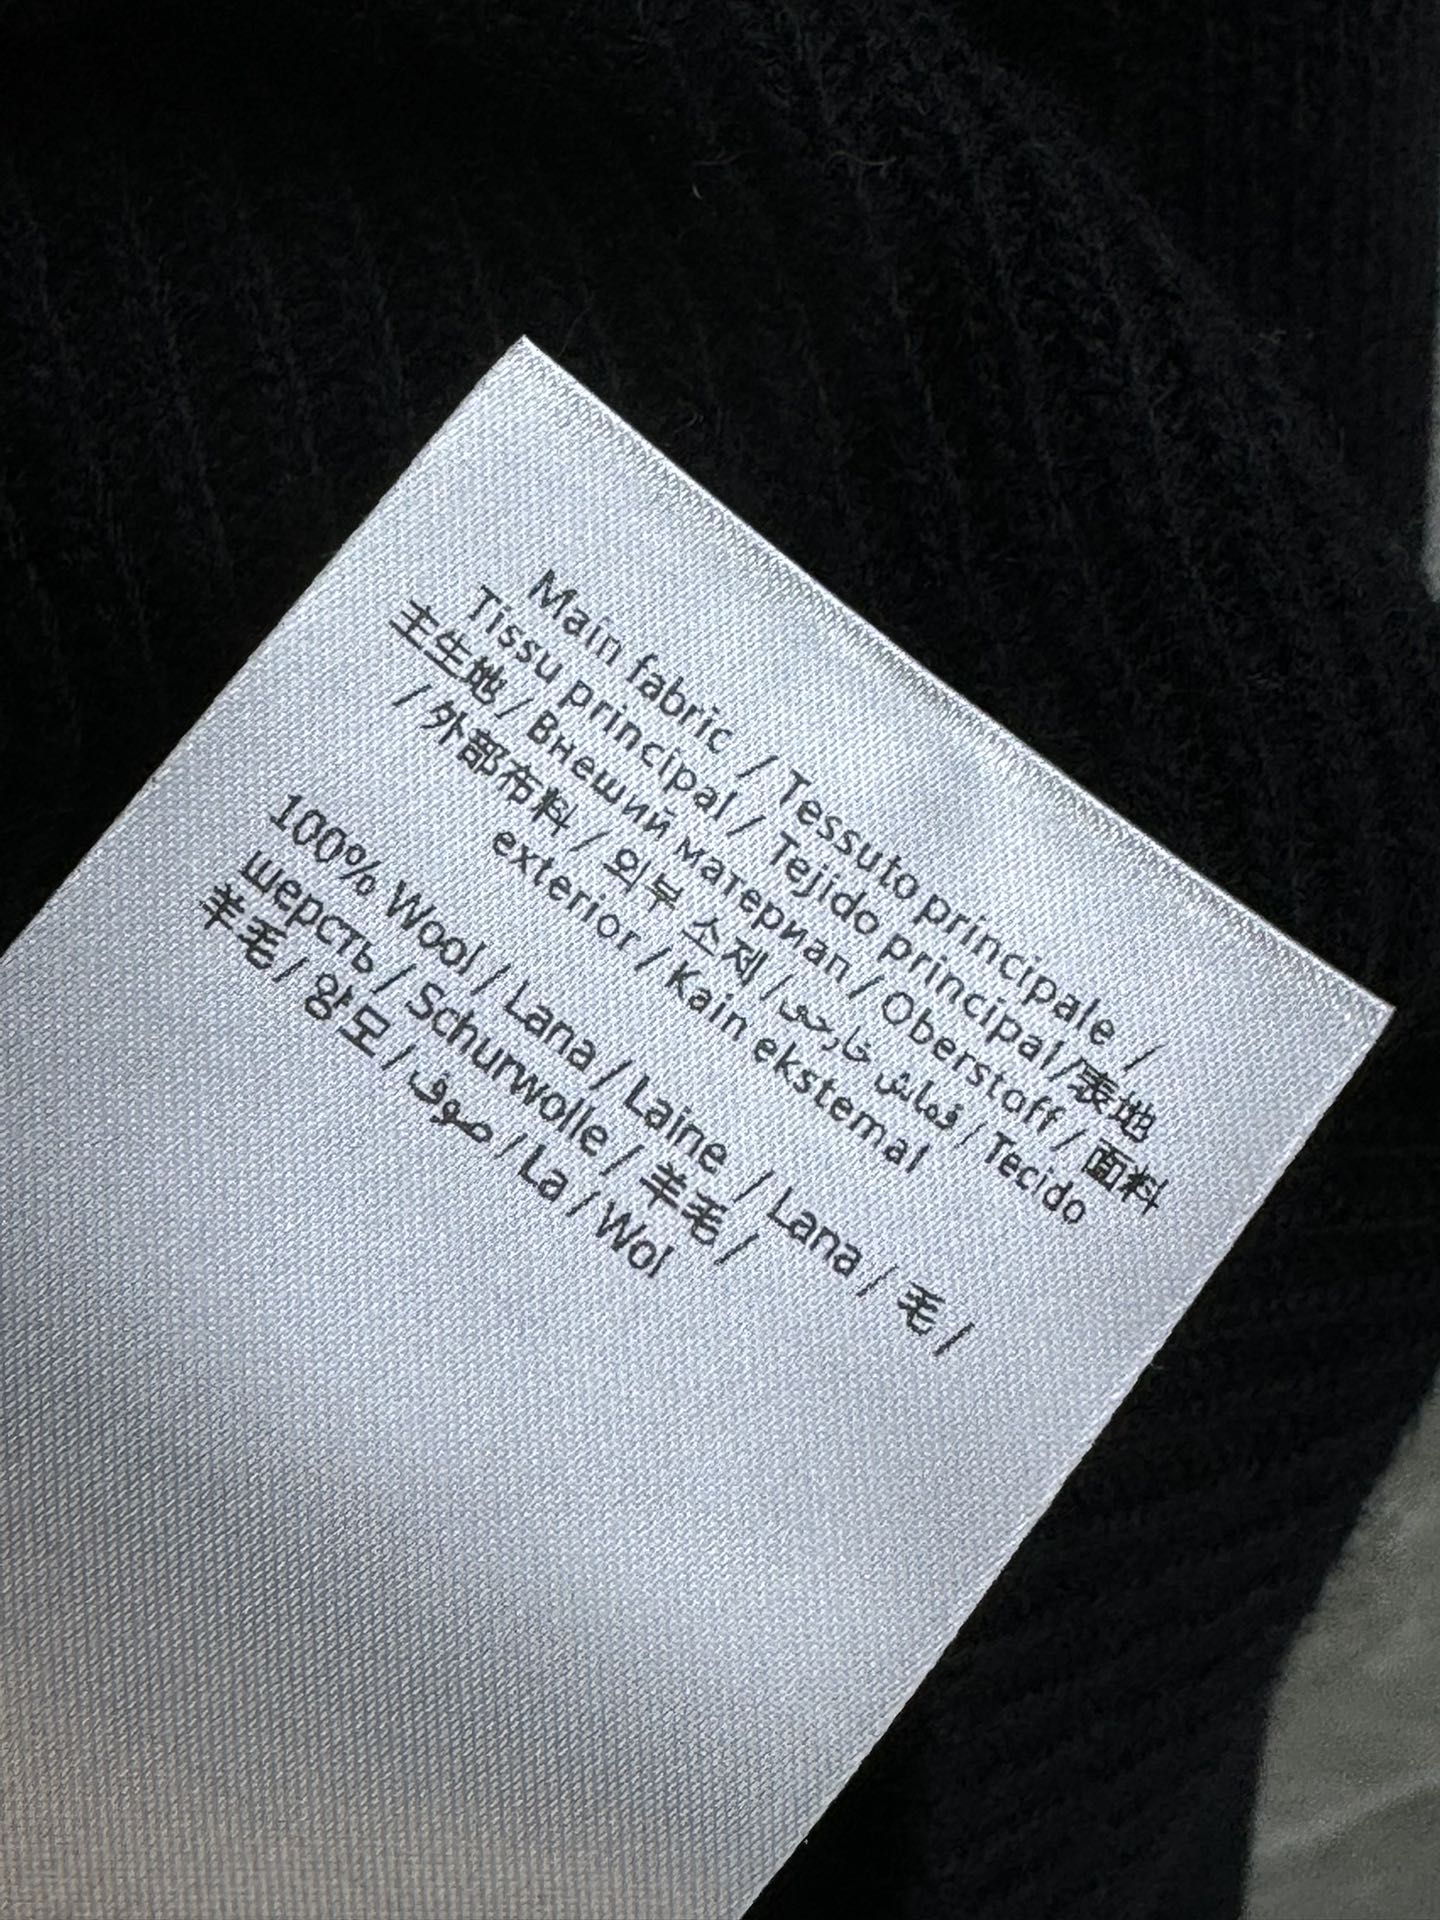 Main fabric / Tessuto principale /
Tissu principal / Tejido principal/表地
主生地 / Внешний материал / Oberstoff / 面料
/ 外部布料 / 외부 소재 / قماش خارجى / Tecido
exterior / Kain eksternal
100% Wool / Lana / Laine / Lana / 毛 /
шерсть / Schurwolle / 羊毛 /
羊毛 / 양모 / صوف / La / Wol